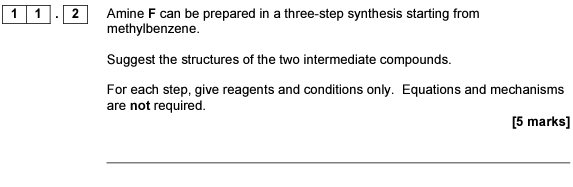 1 1 . 2 Amine F can be prepared in a three-step synthesis starting from
methylbenzene.
Suggest the structures of the two intermediate compounds.
For each step, give reagents and conditions only. Equations and mechanisms
are not required.
[5 marks]